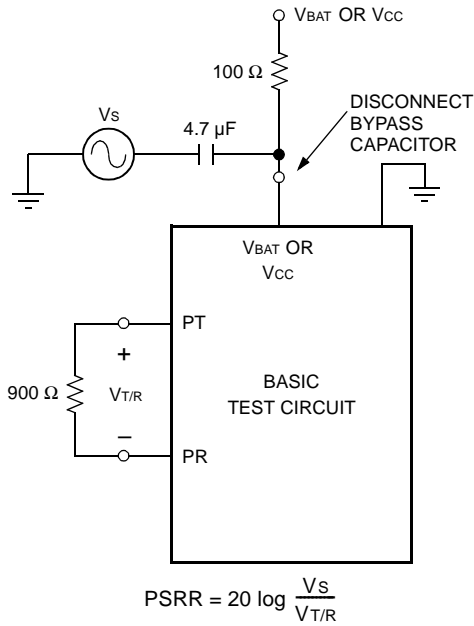 VBAT OR VCC
100 Ω
DISCONNECT
BYPASS
CAPACITOR
VS
4.7 µF
VBAT OR
VCC
PT
+
900 Ω
VT/R
BASIC
TEST CIRCUIT
–
PR
PSRR = 20 log VS
VT/R